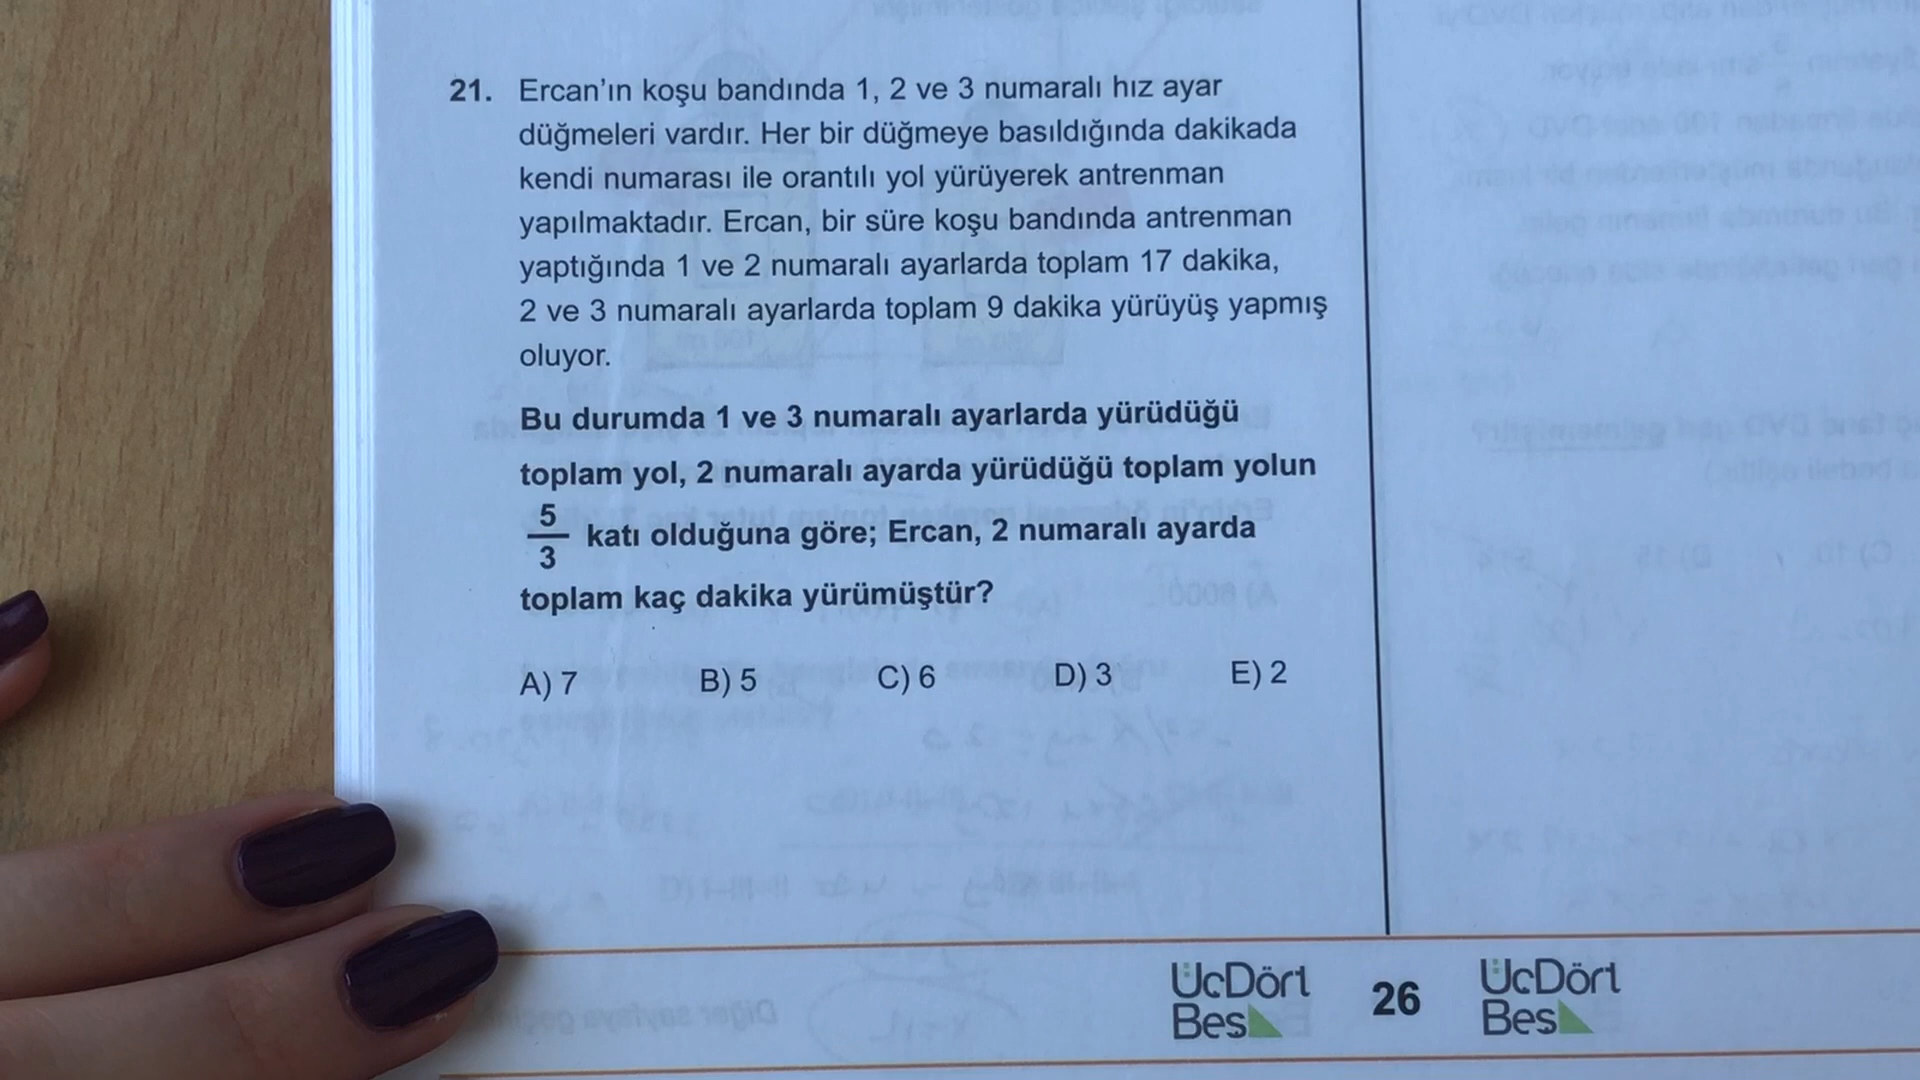 21. Ercan'ın koşu bandında 1, 2 ve 3 numaralı hız ayar
düğmeleri vardır. Her bir düğmeye basıldığında dakikada
kendi numarası ile orantılı yol yürüyerek antrenman
yapılmaktadır. Ercan, bir süre koşu bandında antrenman
yaptığında 1 ve 2 numaralı ayarlarda toplam 17 dakika,
2 ve 3 numaralı ayarlarda toplam 9 dakika yürüyüş yapmış
oluyor.
Bu durumda 1 ve 3 numaralı ayarlarda yürüdüğü
toplam yol, 2 numaralı ayarda yürüdüğü toplam yolun
5/3 katı olduğuna göre; Ercan, 2 numaralı ayarda
toplam kaç dakika yürümüştür?
A) 7 B) 5 C) 6 D) 3 E) 2
ÜcDört
Bes
26
ÜcDört
Bes